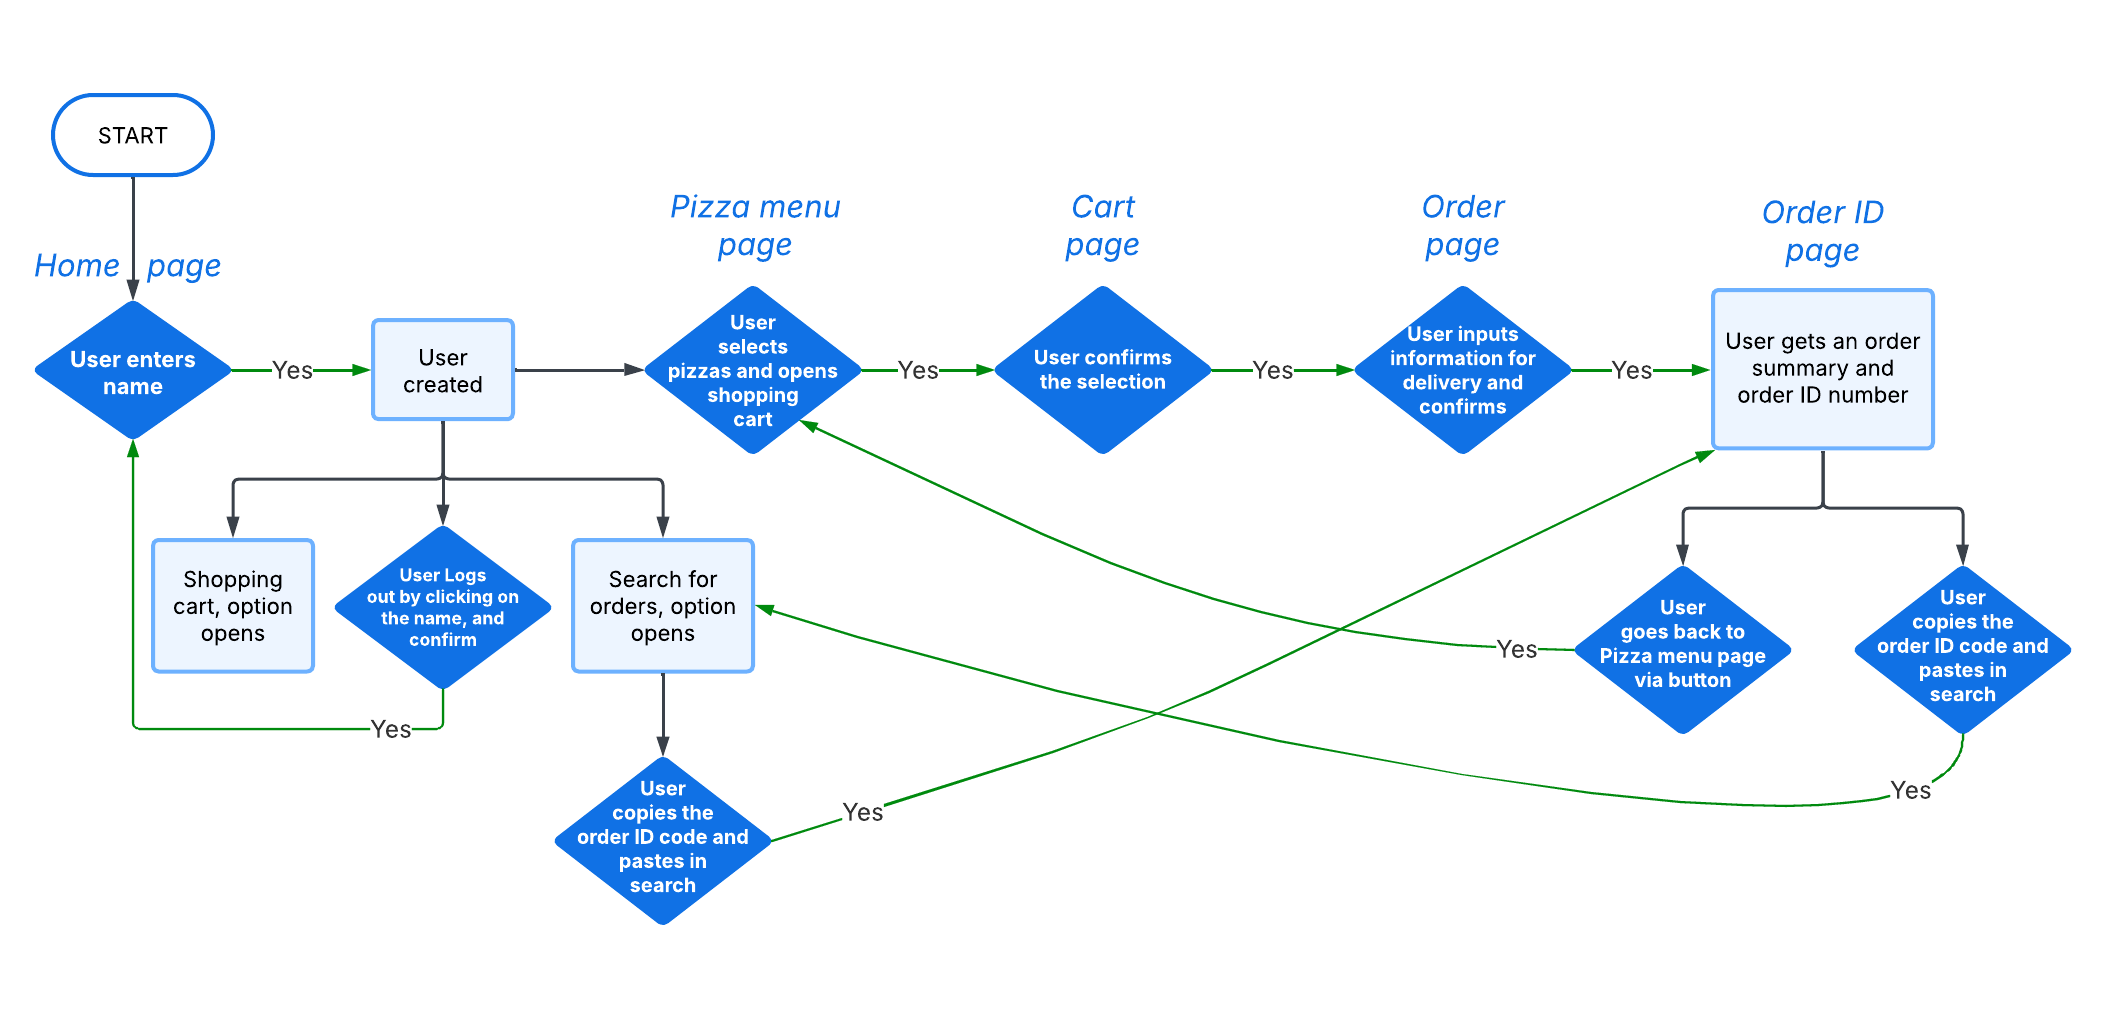 START
Home page
User enters
name
Yes
User
created
Pizza menu
page
User
selects
pizzas and opens
shopping
cart
Yes
Cart
page
User confirms
the selection
Yes
Order
page
User inputs
information for
delivery and
confirms
Yes
Order ID
page
User gets an order
summary and
order ID number
Shopping
cart, option
opens
User Logs
out by clicking on
the name, and
confirm
Yes
Search for
orders, option
opens
User
copies the
order ID code and
pastes in
search
Yes
User
goes back to
Pizza menu page
via button
Yes
User
copies the
order ID code and
pastes in
search
Yes